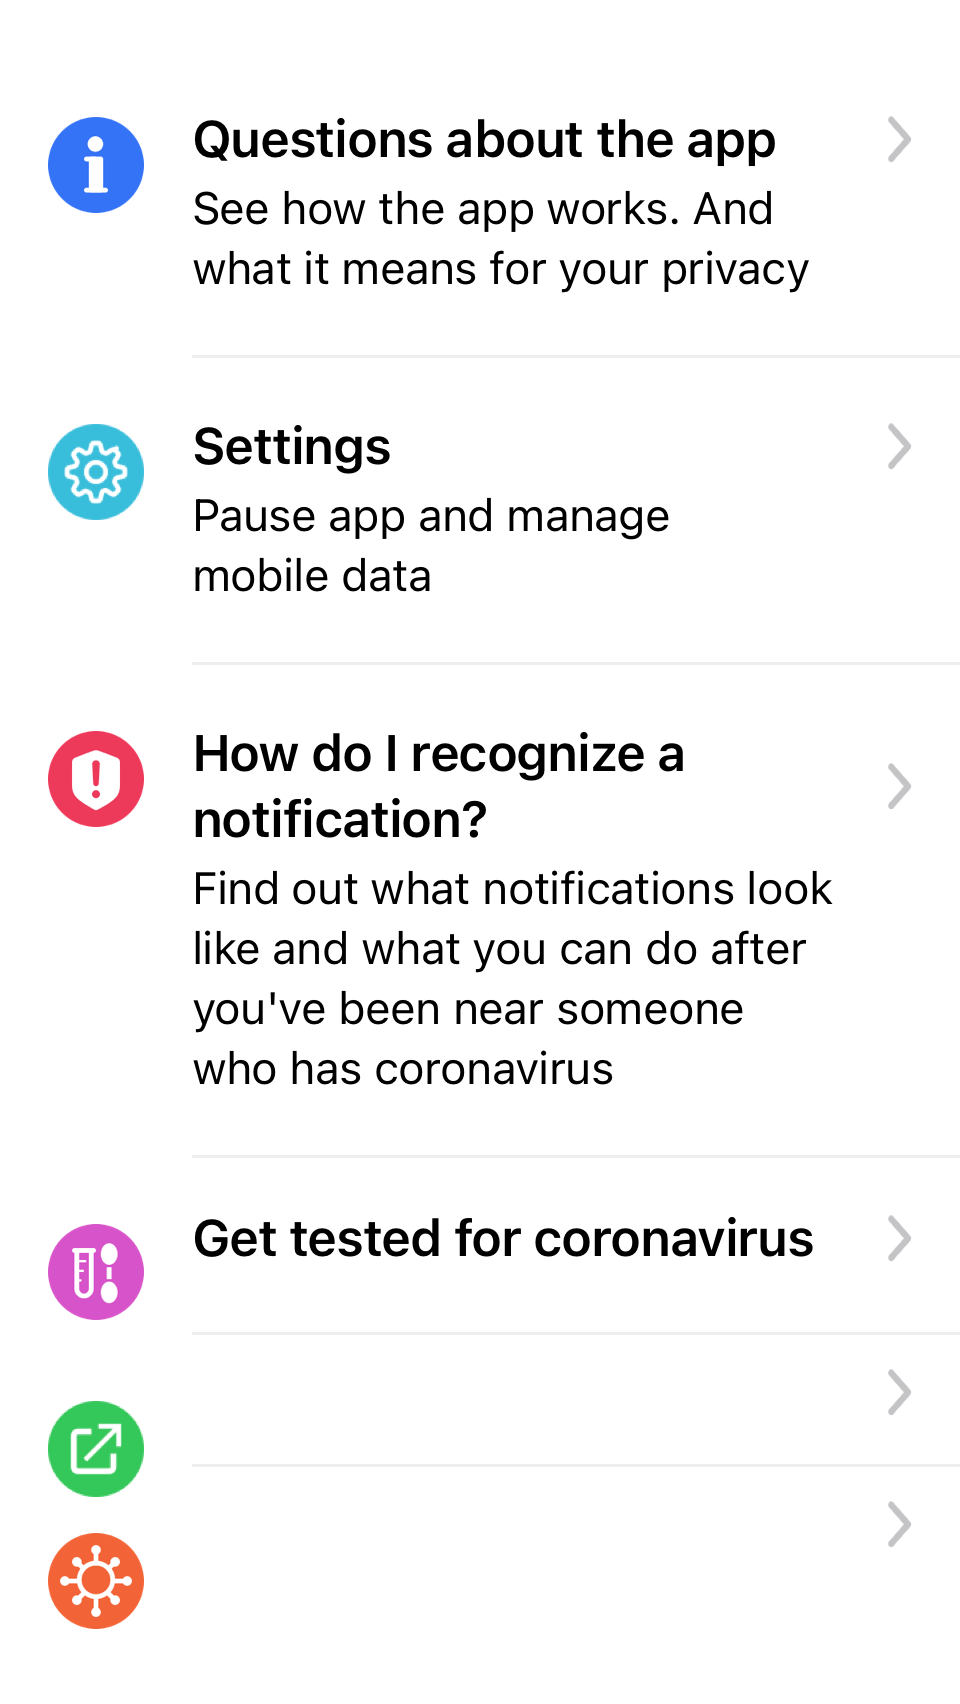 Questions about the app
See how the app works. And
what it means for your privacy
Settings
Pause app and manage
mobile data
How do I recognize a
notification?
Find out what notifications look
like and what you can do after
you've been near someone
who has coronavirus
Get tested for coronavirus